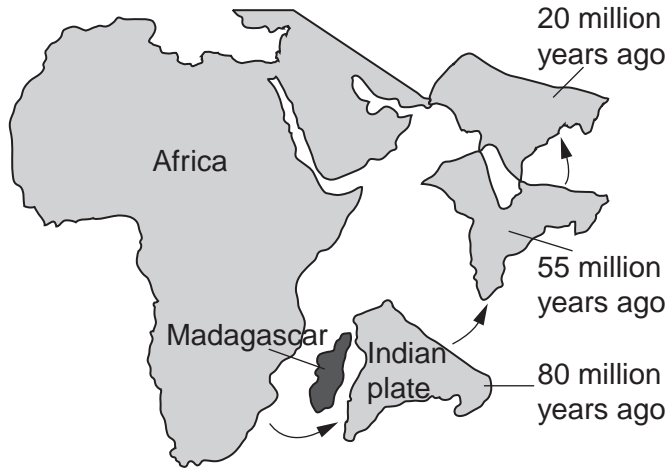 20 million
years ago
Africa
55 million
years ago
Madagascar
Indian
plate
80 million
years ago